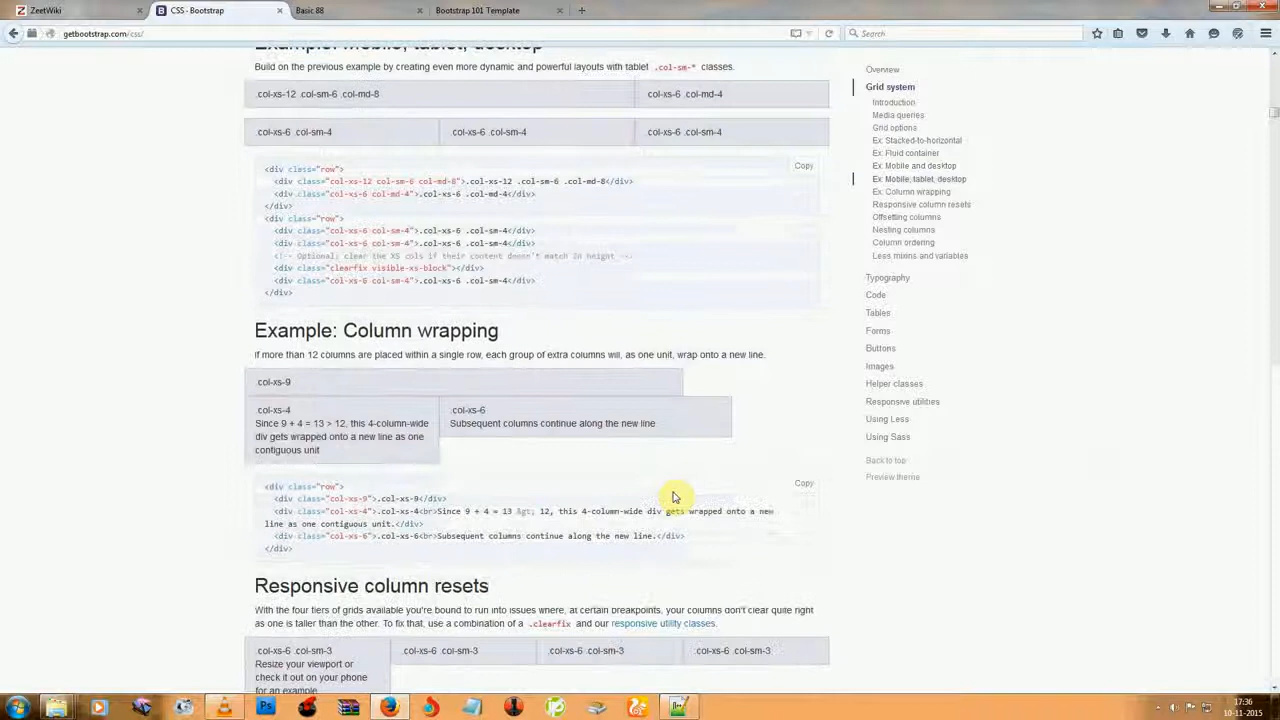 ZeetWiki
CSS · Bootstrap
Basic 88
Bootstrap 101 Template
getbootstrap.com/css/
Search
Example: Mobile, tablet, desktop
Build on the previous example by creating even more dynamic and powerful layouts with tablet .col-sm-* classes.
.col-xs-12 .col-sm-6 .col-md-8
.col-xs-6 .col-md-4
.col-xs-6 .col-sm-4
.col-xs-6 .col-sm-4
.col-xs-6 .col-sm-4
Copy
<div class="row">
<div class="col-xs-12 col-sm-6 col-md-8">.col-xs-12 .col-sm-6 .col-md-8</div>
<div class="col-xs-6 col-md-4">.col-xs-6 .col-md-4</div>
</div>
<div class="row">
<div class="col-xs-6 col-sm-4">.col-xs-6 .col-sm-4</div>
<div class="col-xs-6 col-sm-4">.col-xs-6 .col-sm-4</div>
<!-- Optional: clear the XS cols if their content doesn't match in height -->
<div class="clearfix visible-xs-block"></div>
<div class="col-xs-6 col-sm-4">.col-xs-6 .col-sm-4</div>
</div>
Example: Column wrapping
If more than 12 columns are placed within a single row, each group of extra columns will, as one unit, wrap onto a new line.
.col-xs-9
.col-xs-4
Since 9 + 4 = 13 > 12, this 4-column-wide
div gets wrapped onto a new line as one
contiguous unit.
.col-xs-6
Subsequent columns continue along the new line.
Copy
<div class="row">
<div class="col-xs-9">.col-xs-9</div>
<div class="col-xs-4">.col-xs-4<br>Since 9 + 4 = 13 &gt; 12, this 4-column-wide div gets wrapped onto a new
line as one contiguous unit.</div>
<div class="col-xs-6">.col-xs-6<br>Subsequent columns continue along the new line.</div>
</div>
Responsive column resets
With the four tiers of grids available you're bound to run into issues where, at certain breakpoints, your columns don't clear quite right
as one is taller than the other. To fix that, use a combination of a .clearfix and our responsive utility classes.
.col-xs-6 .col-sm-3
Resize your viewport or
check it out on your phone
for an example.
.col-xs-6 .col-sm-3
.col-xs-6 .col-sm-3
.col-xs-6 .col-sm-3
Overview
Grid system
Introduction
Media queries
Grid options
Ex: Stacked-to-horizontal
Ex: Fluid container
Ex: Mobile and desktop
Ex: Mobile, tablet, desktop
Ex: Column wrapping
Responsive column resets
Offsetting columns
Nesting columns
Column ordering
Less mixins and variables
Typography
Code
Tables
Forms
Buttons
Images
Helper classes
Responsive utilities
Using Less
Using Sass
Back to top
Preview theme
17:36
10-11-2015